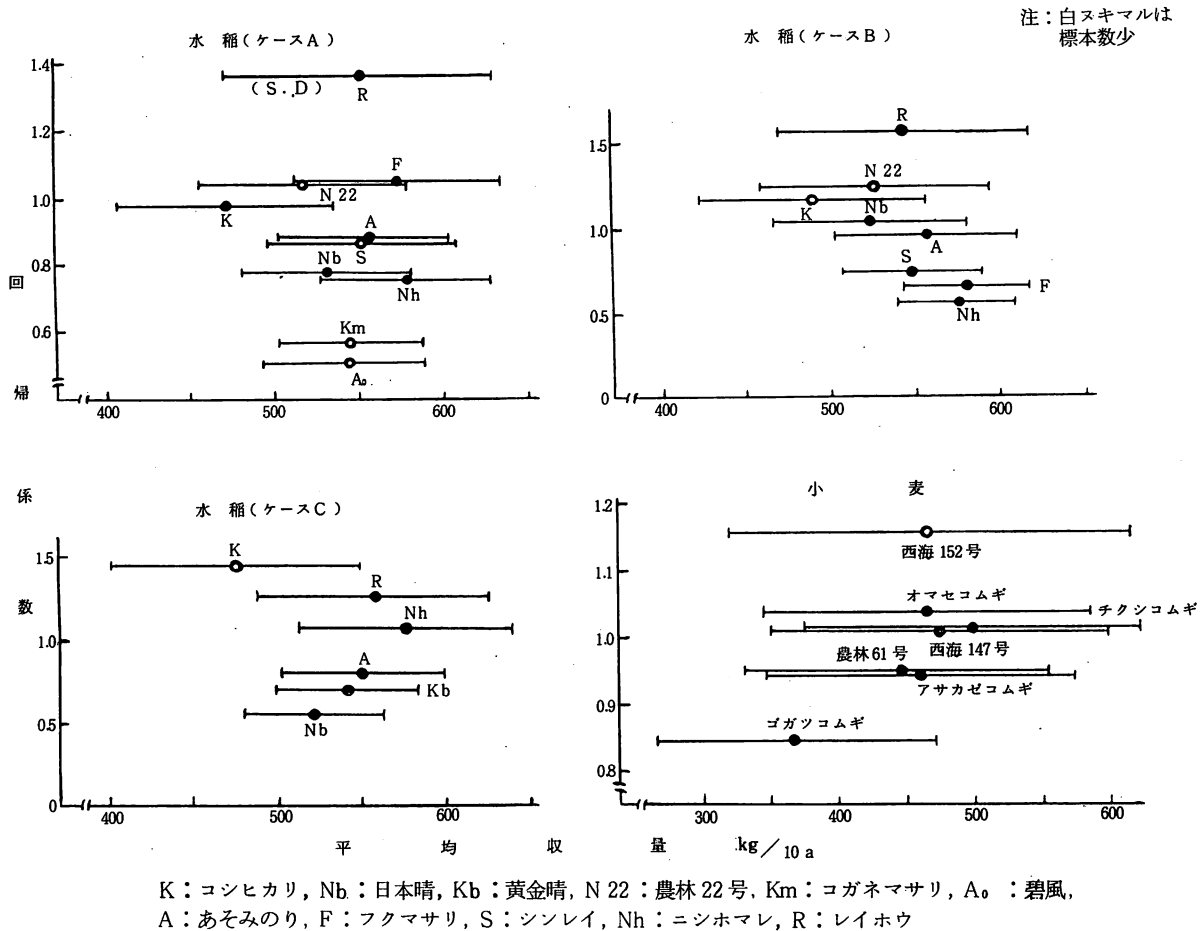 注：白ヌキマルは
標本数少
水 稲（ケースA）
1.4
1.2
1.0
0.8
0.6
（S.D）
R
F
N 22
K
A
S
Nb
Nh
Km
A₀
400
500
600
水 稲（ケースB）
1.5
1.0
0.5
0
R
N 22
K
Nb
A
S
F
Nh
400
500
600
回
帰
係
数
水 稲（ケースC）
1.5
1.0
0.5
0
K
R
Nh
A
Kb
Nb
400
500
600
小 麦
1.2
1.1
1.0
0.9
0.8
西海 152号
オマセコムギ
チクシコムギ
西海 147号
農林61号
アサカゼコムギ
ゴガツコムギ
300
400
500
600
平 均 収 量 kg／10a
K：コシヒカリ, Nb：日本晴, Kb：黄金晴, N 22：農林22号, Km：コガネマサリ, A₀：碧風,
A：あそみのり, F：フクマサリ, S：シンレイ, Nh：ニシホマレ, R：レイホウ